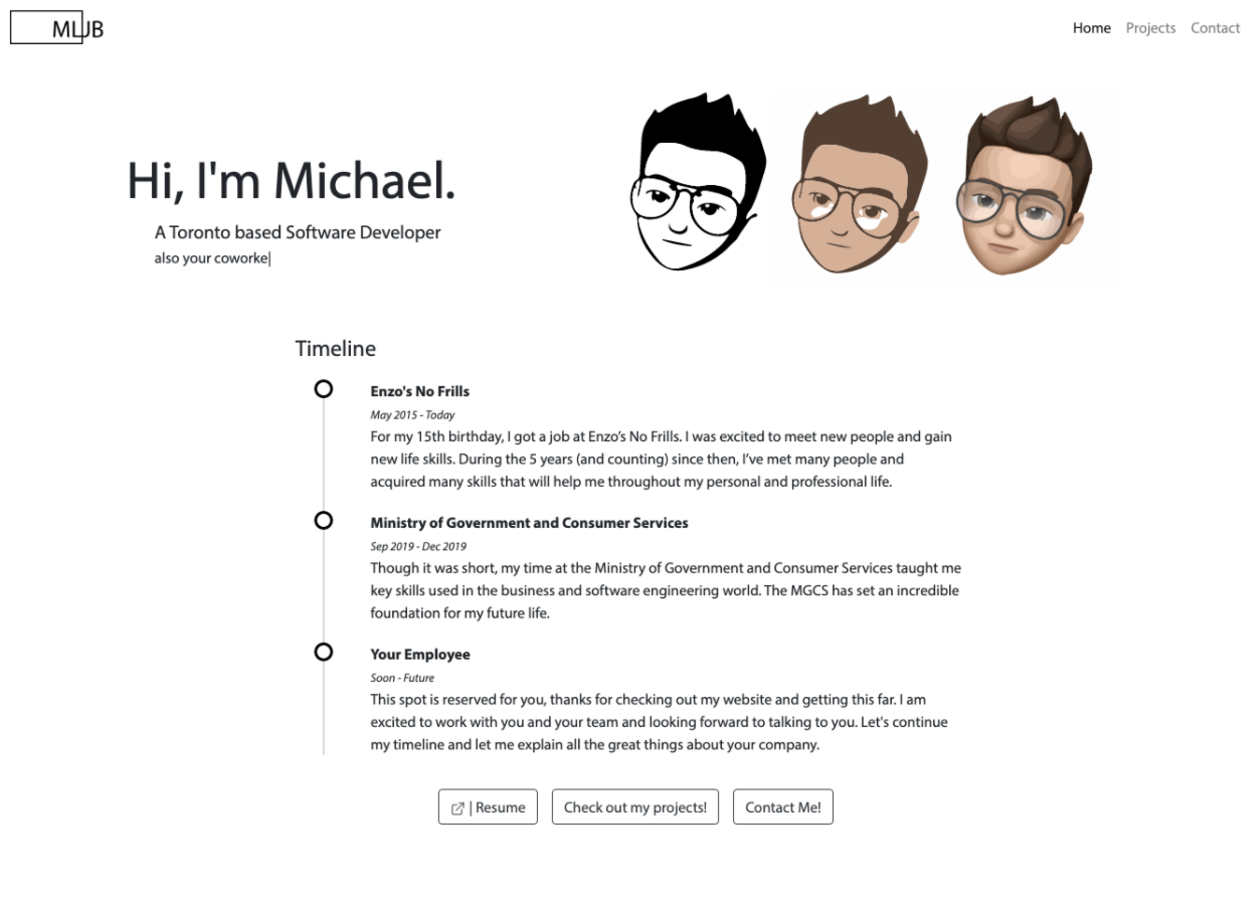 MLJB
Home Projects Contact
Hi, I'm Michael.
A Toronto based Software Developer
also your coworke|
Timeline
Enzo's No Frills
May 2015 - Today
For my 15th birthday, I got a job at Enzo’s No Frills. I was excited to meet new people and gain
new life skills. During the 5 years (and counting) since then, I’ve met many people and
acquired many skills that will help me throughout my personal and professional life.
Ministry of Government and Consumer Services
Sep 2019 - Dec 2019
Though it was short, my time at the Ministry of Government and Consumer Services taught me
key skills used in the business and software engineering world. The MGCS has set an incredible
foundation for my future life.
Your Employee
Soon - Future
This spot is reserved for you, thanks for checking out my website and getting this far. I am
excited to work with you and your team and looking forward to talking to you. Let's continue
my timeline and let me explain all the great things about your company.
| Resume Check out my projects! Contact Me!